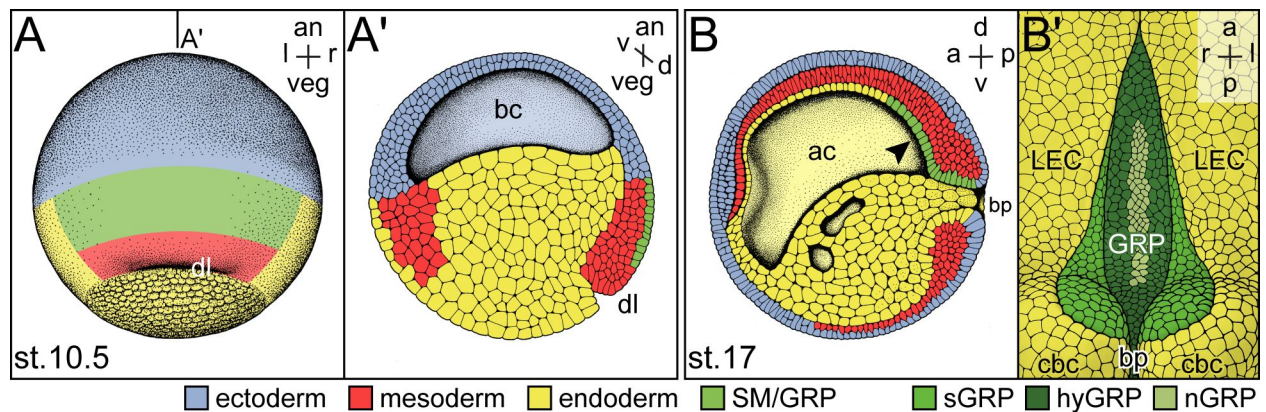 A
A'
an
l r
veg
dl
st.10.5
A'
an
v d
veg
bc
dl
B
d
a p
v
ac
bp
st.17
B'
a
r l
p
LEC LEC
GRP
bp
cbc cbc
ectoderm mesoderm endoderm SM/GRP sGRP hyGRP nGRP